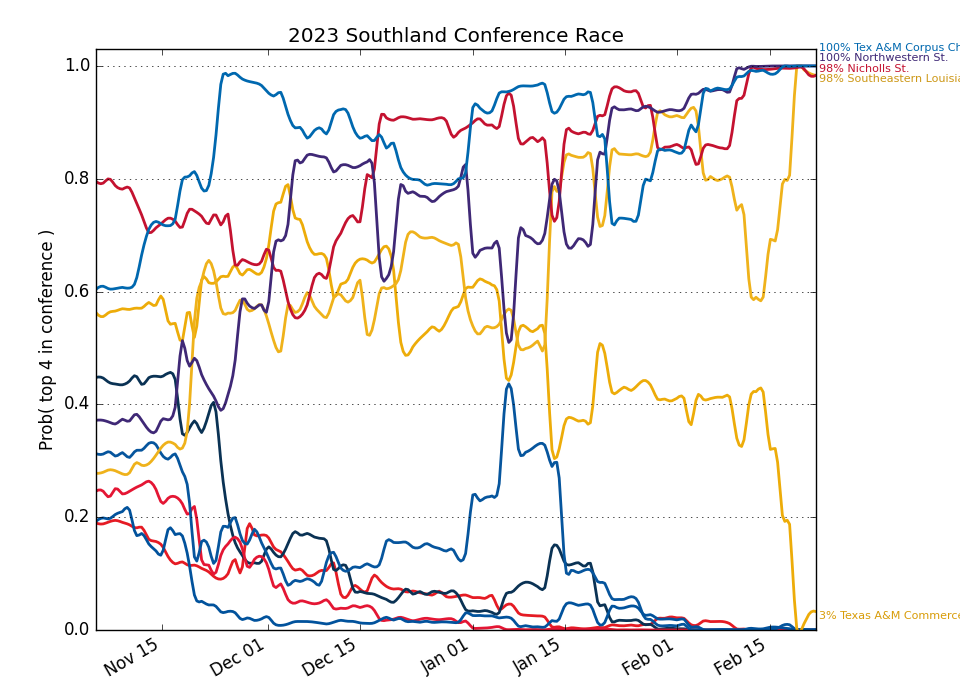 2023 Southland Conference Race
100% Tex A&M Corpus Ch
100% Northwestern St.
98% Nicholls St.
98% Southeastern Louisia
1.0
0.8
0.6
0.4
0.2
0.0
Prob( top 4 in conference )
3% Texas A&M Commerce
Nov 15
Dec 01
Dec 15
Jan 01
Jan 15
Feb 01
Feb 15